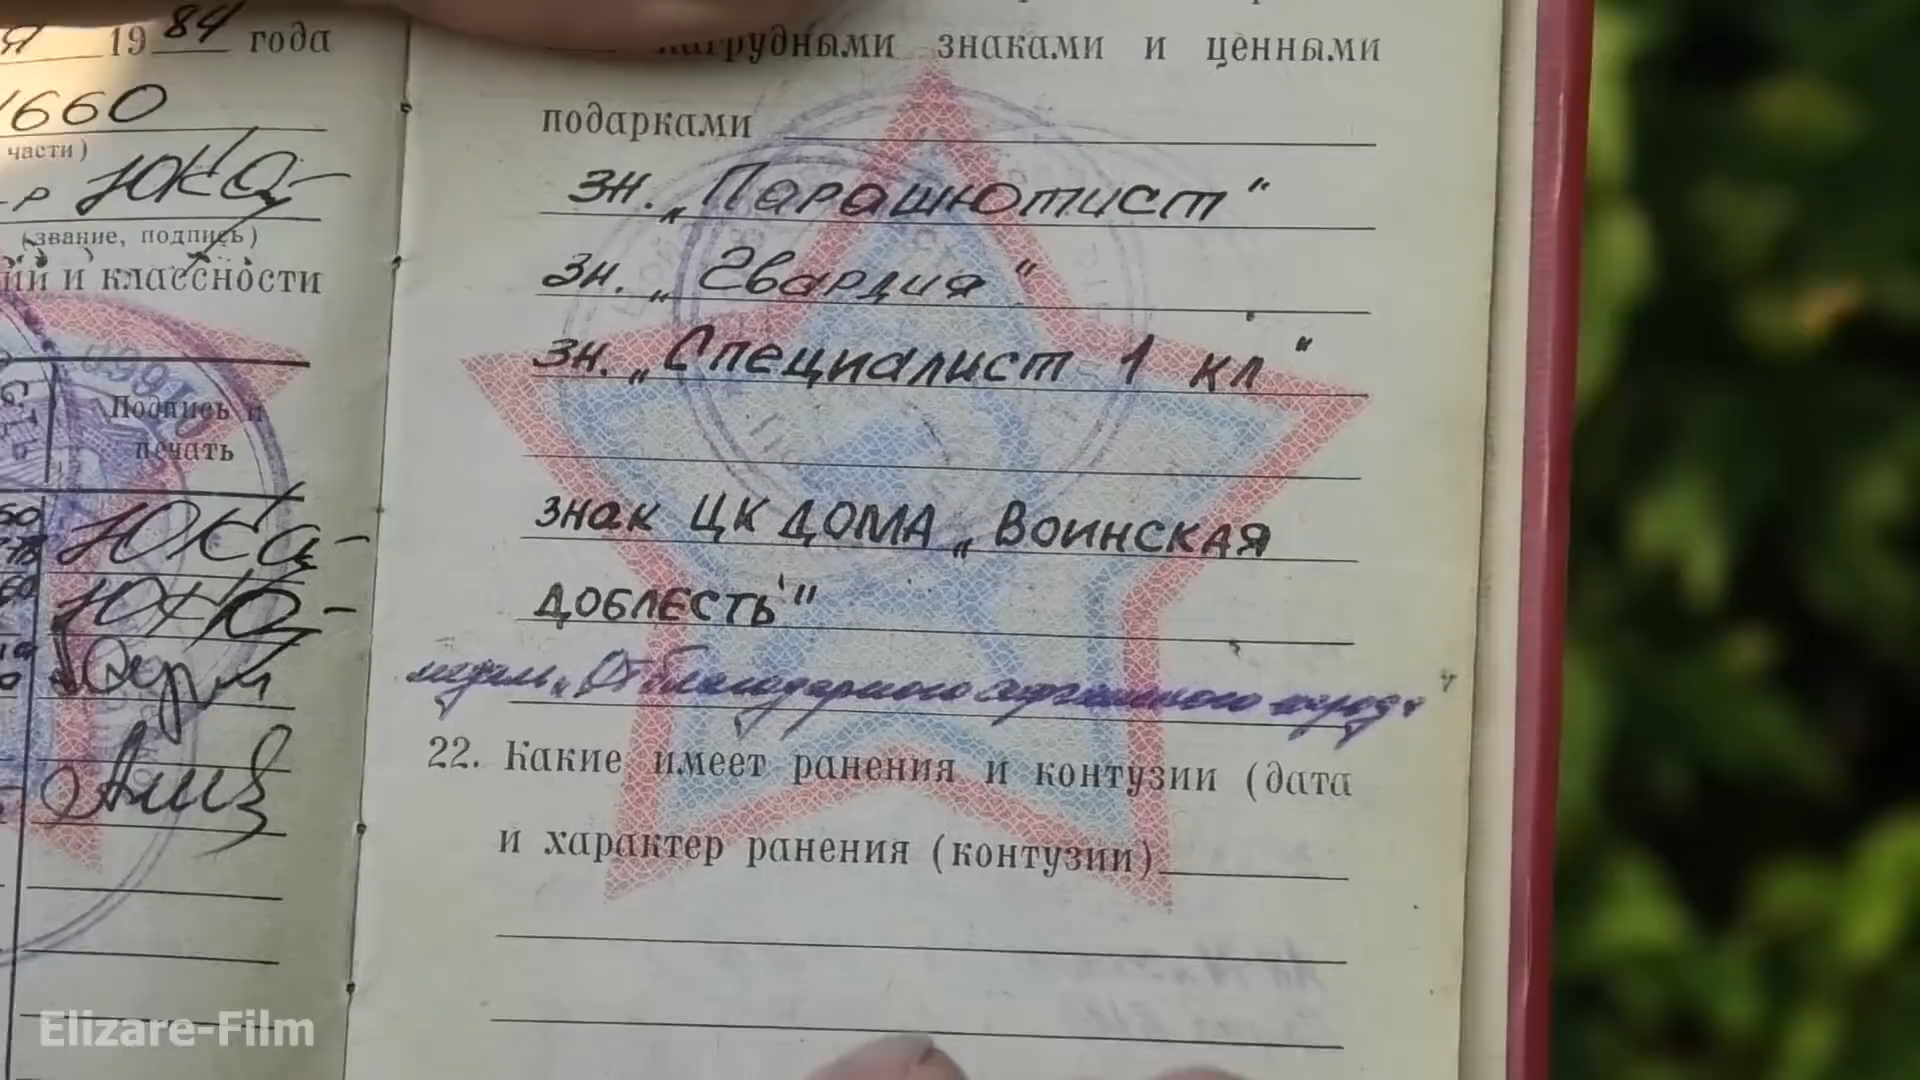 я 1984 года
1660
части)
-р
(звание, подпись)
ий и классности
Подпись и
печать
нагрудными знаками и ценными
подарками
зн. „Парашютист“
зн. „Гвардия“
зн. „Специалист 1 кл“
знак ЦК ДОМА „Воинская
доблесть"
медаль „От благодарного афганского народа“
22. Какие имеет ранения и контузии (дата
и характер ранения (контузии)
Elizare-Film